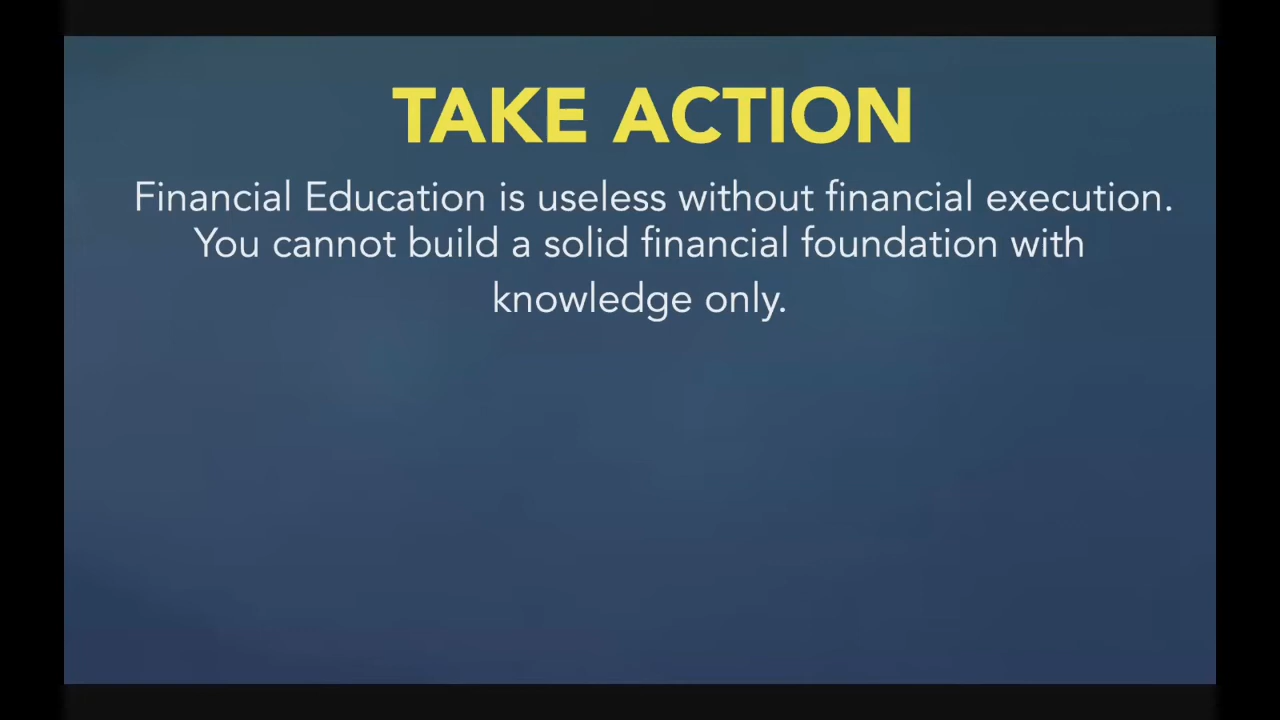 TAKE ACTION
Financial Education is useless without financial execution.
You cannot build a solid financial foundation with
knowledge only.